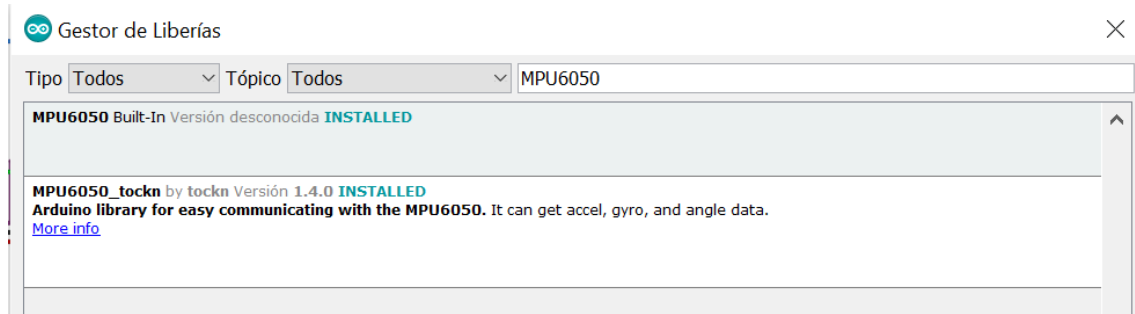 Gestor de Liberías
Tipo Todos Tópico Todos MPU6050
MPU6050 Built-In Versión desconocida INSTALLED
MPU6050_tockn by tockn Versión 1.4.0 INSTALLED
Arduino library for easy communicating with the MPU6050. It can get accel, gyro, and angle data.
More info